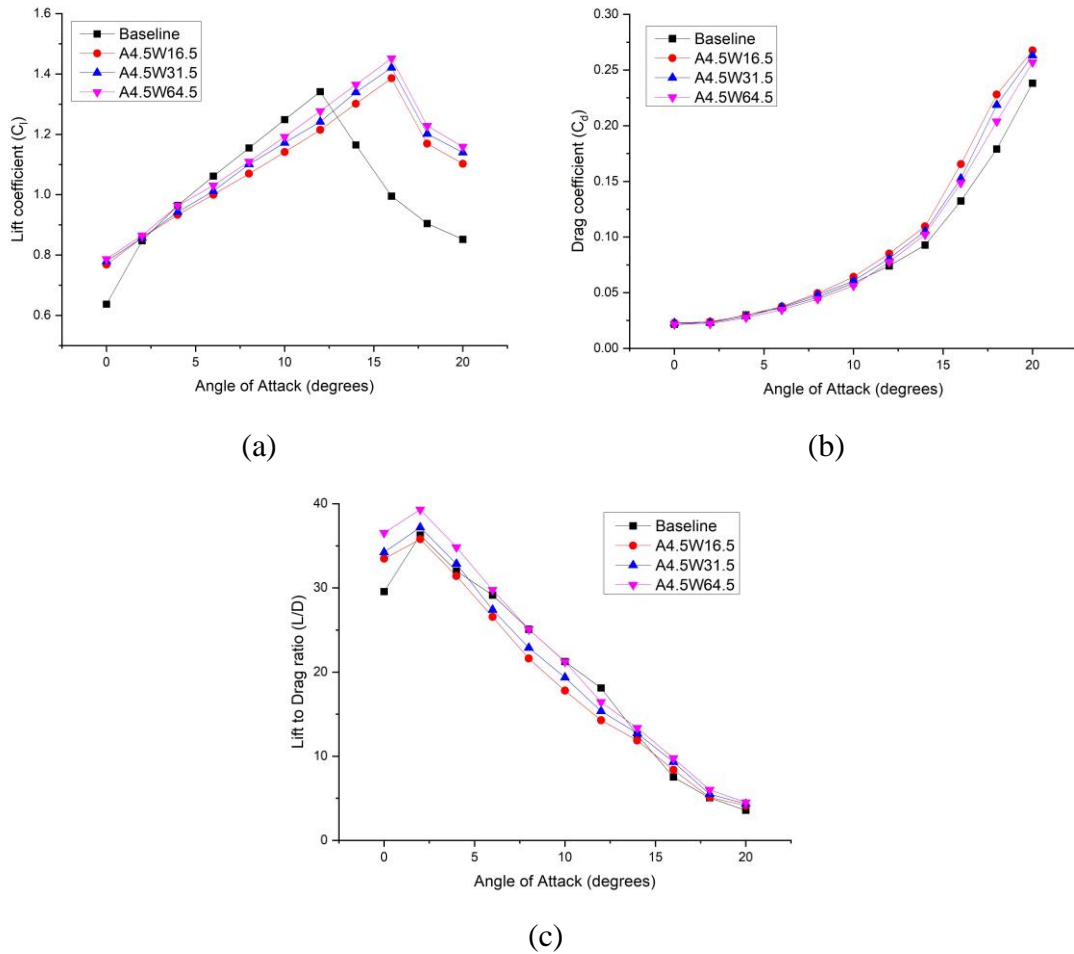 Baseline
A4.5W16.5
A4.5W31.5
A4.5W64.5
1.6
1.4
1.2
1.0
0.8
0.6
Lift coefficient (Cl)
0
5
10
15
20
Angle of Attack (degrees)
(a)
Baseline
A4.5W16.5
A4.5W31.5
A4.5W64.5
0.30
0.25
0.20
0.15
0.10
0.05
0.00
Drag coefficient (Cd)
0
5
10
15
20
Angle of Attack (degrees)
(b)
Baseline
A4.5W16.5
A4.5W31.5
A4.5W64.5
40
30
20
10
0
Lift to Drag ratio (L/D)
0
5
10
15
20
Angle of Attack (degrees)
(c)